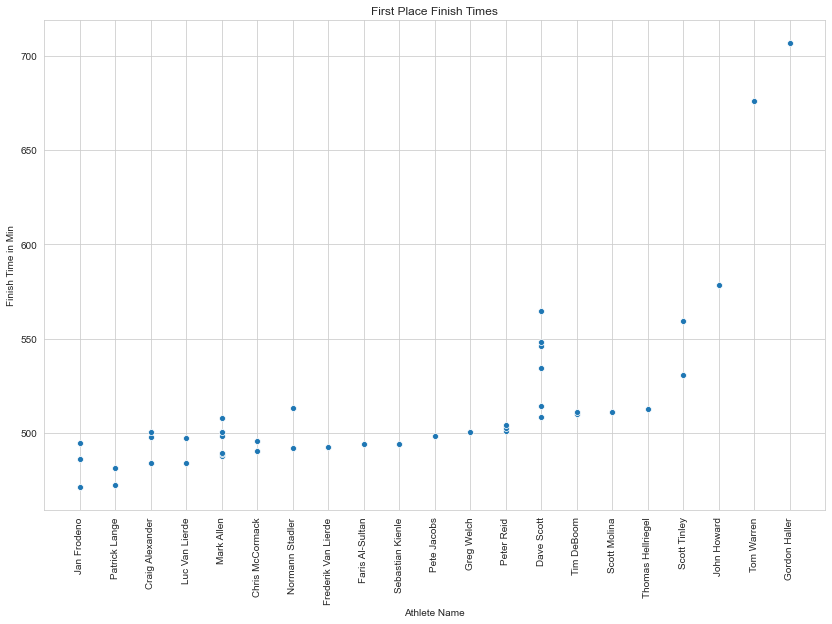 First Place Finish Times
700
650
600
550
500
Finish Time in Min
Jan Frodeno
Patrick Lange
Craig Alexander
Luc Van Lierde
Mark Allen
Chris McCormack
Normann Stadler
Frederik Van Lierde
Faris Al-Sultan
Sebastian Kienle
Pete Jacobs
Greg Welch
Peter Reid
Dave Scott
Tim DeBoom
Scott Molina
Thomas Hellriegel
Scott Tinley
John Howard
Tom Warren
Gordon Haller
Athlete Name